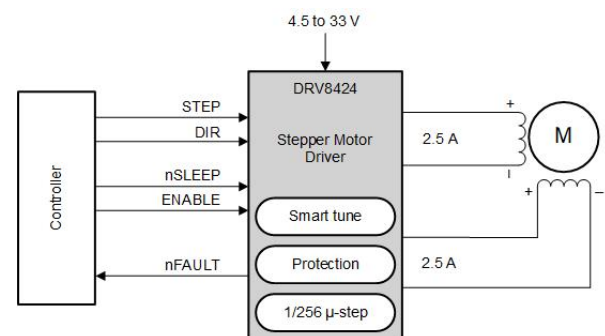 4.5 to 33 V
DRV8424
Stepper Motor
Driver
Smart tune
Protection
1/256 µ-step
Controller
STEP
DIR
nSLEEP
ENABLE
nFAULT
+
2.5 A
–
M
+
–
2.5 A